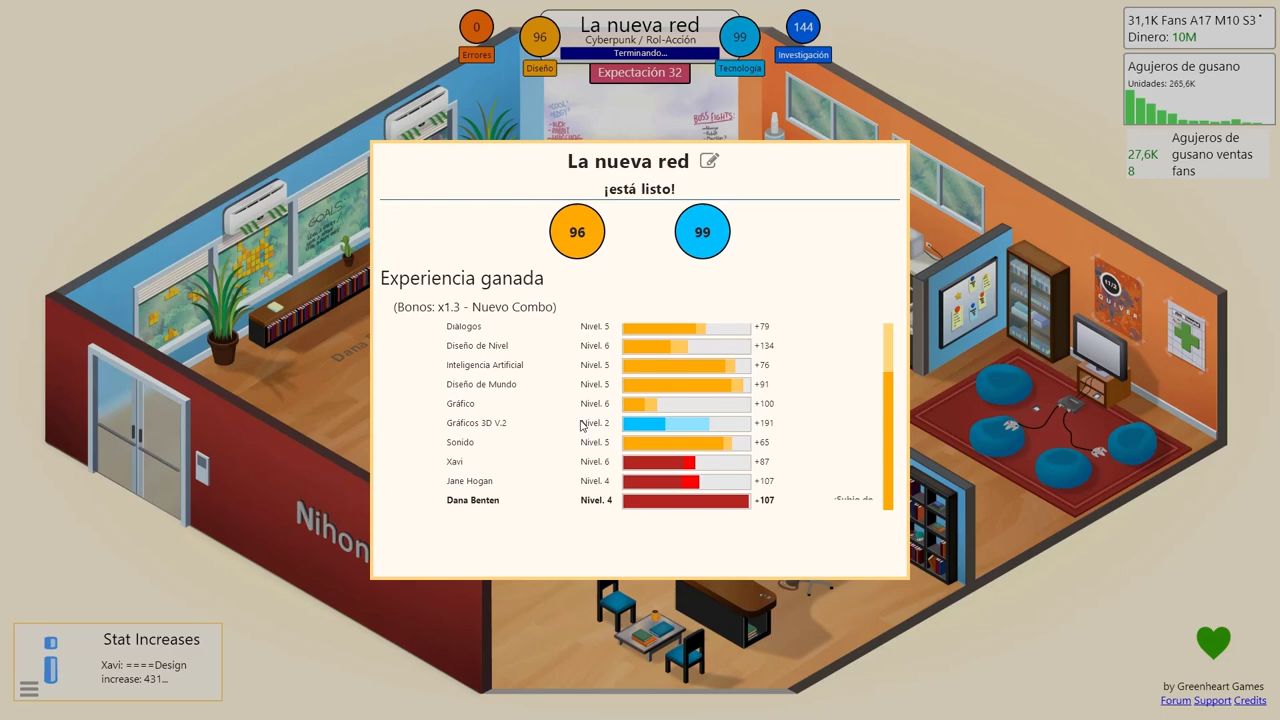 0
Errores
96
Diseño
La nueva red
Cyberpunk / Rol-Acción
Terminando...
Expectación 32
99
Tecnología
144
Investigación
31,1K Fans A17 M10 S3
Dinero: 10M
Agujeros de gusano
Unidades: 265,6K
27,6K
8
Agujeros de
gusano ventas
fans
BOSS FIGHTS:
GOALS
La nueva red
¡está listo!
96
99
Experiencia ganada
(Bonos: x1.3 - Nuevo Combo)
Diálogos Nivel. 5 +79
Diseño de Nivel Nivel. 6 +134
Inteligencia Artificial Nivel. 5 +76
Diseño de Mundo Nivel. 5 +91
Gráfico Nivel. 6 +100
Gráficos 3D V.2 Nivel. 2 +191
Sonido Nivel. 5 +65
Xavi Nivel. 6 +87
Jane Hogan Nivel. 4 +107
Dana Benten Nivel. 4 +107
Dana
Nihon
Stat Increases
Xavi: ====Design
increase: 431...
by Greenheart Games
Forum Support Credits